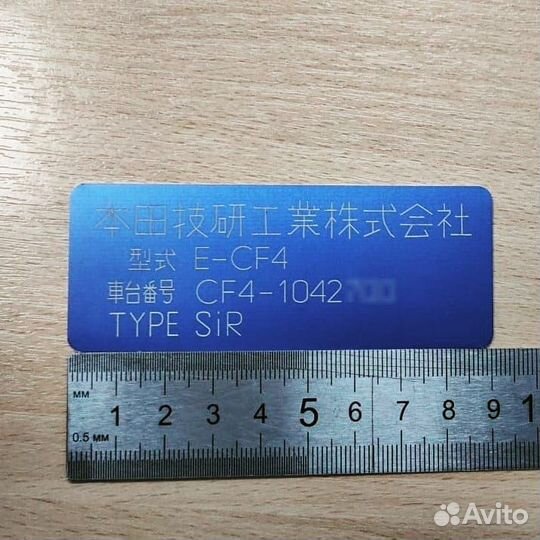 本田技研工業株式会社
型式 E-CF4
車台番号 CF4-1042
TYPE SiR
мм 1 2 3 4 5 6 7 8 9 1
0.5 мм
Avito